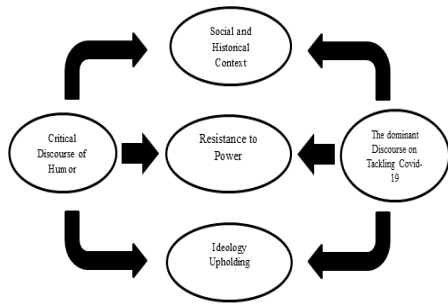 Social and
Historical
Context
Critical
Discourse of
Humor
Resistance to
Power
The dominant
Discourse on
Tackling Covid-
19
Ideology
Upholding